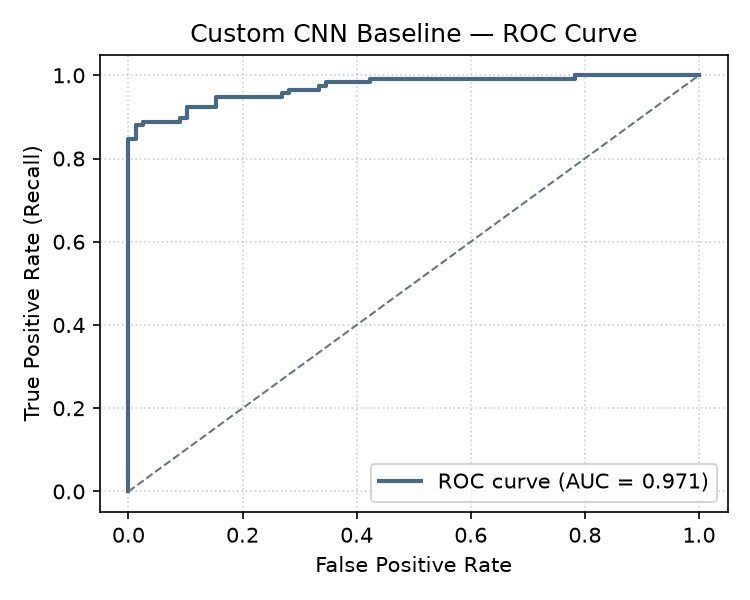 Custom CNN Baseline — ROC Curve
True Positive Rate (Recall)
1.0
0.8
0.6
0.4
0.2
0.0
ROC curve (AUC = 0.971)
0.0 0.2 0.4 0.6 0.8 1.0
False Positive Rate